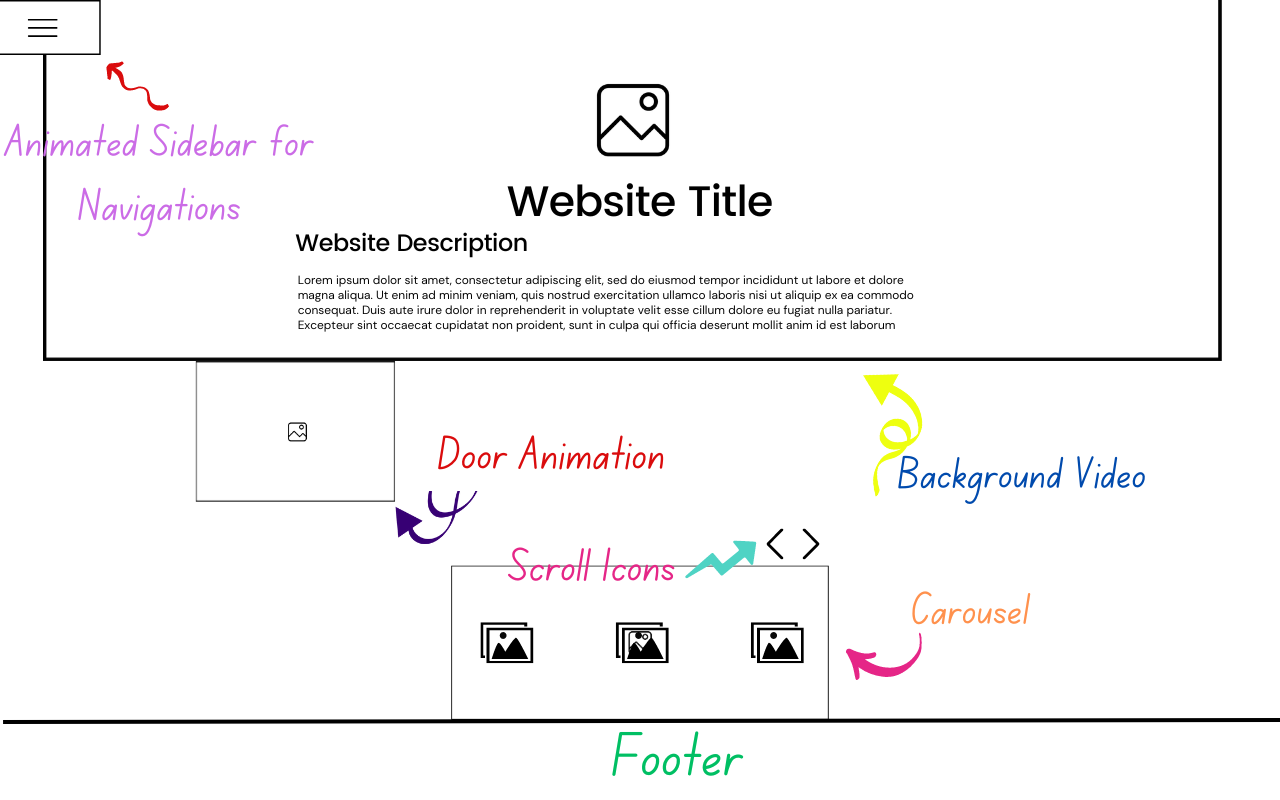 Animated Sidebar for
Navigations
Website Title
Website Description
Lorem ipsum dolor sit amet, consectetur adipiscing elit, sed do eiusmod tempor incididunt ut labore et dolore
magna aliqua. Ut enim ad minim veniam, quis nostrud exercitation ullamco laboris nisi ut aliquip ex ea commodo
consequat. Duis aute irure dolor in reprehenderit in voluptate velit esse cillum dolore eu fugiat nulla pariatur.
Excepteur sint occaecat cupidatat non proident, sunt in culpa qui officia deserunt mollit anim id est laborum
Door Animation
Background Video
Scroll Icons
Carousel
Footer